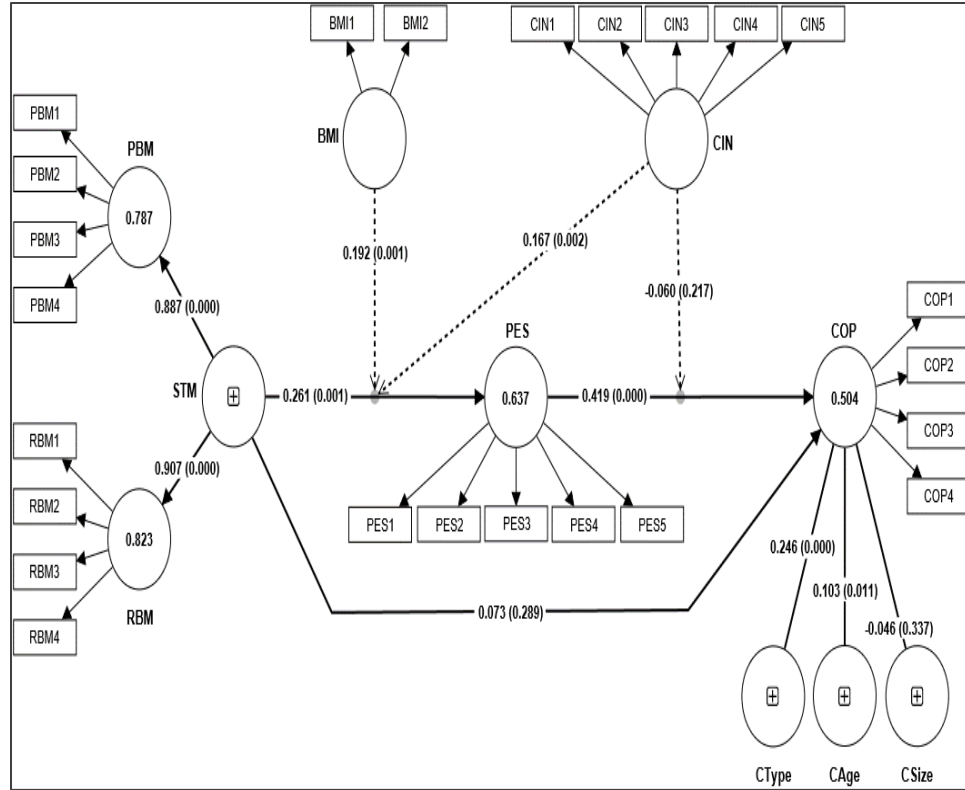 BMI1
BMI2
CIN1
CIN2
CIN3
CIN4
CIN5
PBM1
PBM2
PBM3
PBM4
PBM
0.787
BMI
CIN
0.192 (0.001)
0.167 (0.002)
-0.060 (0.217)
0.887 (0.000)
STM
0.261 (0.001)
PES
0.637
0.419 (0.000)
COP
0.504
COP1
COP2
COP3
COP4
RBM1
RBM2
RBM3
RBM4
0.907 (0.000)
0.823
RBM
PES1
PES2
PES3
PES4
PES5
0.073 (0.289)
0.246 (0.000)
0.103 (0.011)
-0.046 (0.337)
CType
CAge
CSize